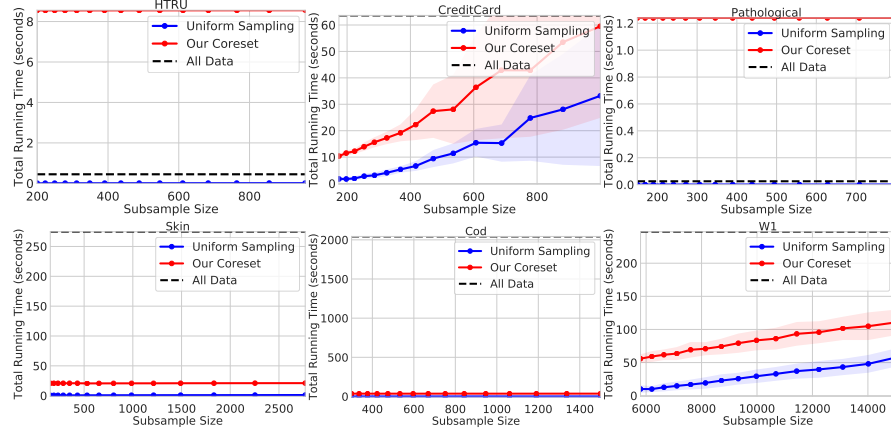 HTRU
Total Running Time (seconds)
8
6
4
2
0
200
400
600
800
Subsample Size
Uniform Sampling
Our Coreset
All Data
CreditCard
Total Running Time (seconds)
60
50
40
30
20
10
0
200
400
600
800
Subsample Size
Uniform Sampling
Our Coreset
All Data
Pathological
Total Running Time (seconds)
1.2
1.0
0.8
0.6
0.4
0.2
0.0
200
300
400
500
600
700
Subsample Size
Uniform Sampling
Our Coreset
All Data
Skin
Total Running Time (seconds)
250
200
150
100
50
0
500
1000
1500
2000
2500
Subsample Size
Uniform Sampling
Our Coreset
All Data
Cod
Total Running Time (seconds)
2000
1500
1000
500
0
400
600
800
1000
1200
1400
Subsample Size
Uniform Sampling
Our Coreset
All Data
W1
Total Running Time (seconds)
200
150
100
50
0
6000
8000
10000
12000
14000
Subsample Size
Uniform Sampling
Our Coreset
All Data